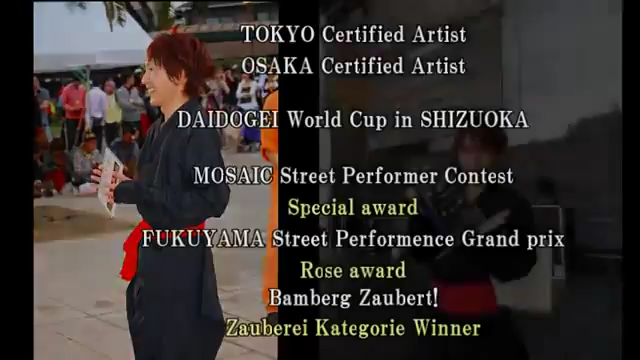 TOKYO Certified Artist
OSAKA Certified Artist
DAIDOGEI World Cup in SHIZUOKA
MOSAIC Street Performer Contest
Special award
FUKUYAMA Street Performence Grand prix
Rose award
Bamberg Zaubert!
Zauberei Kategorie Winner